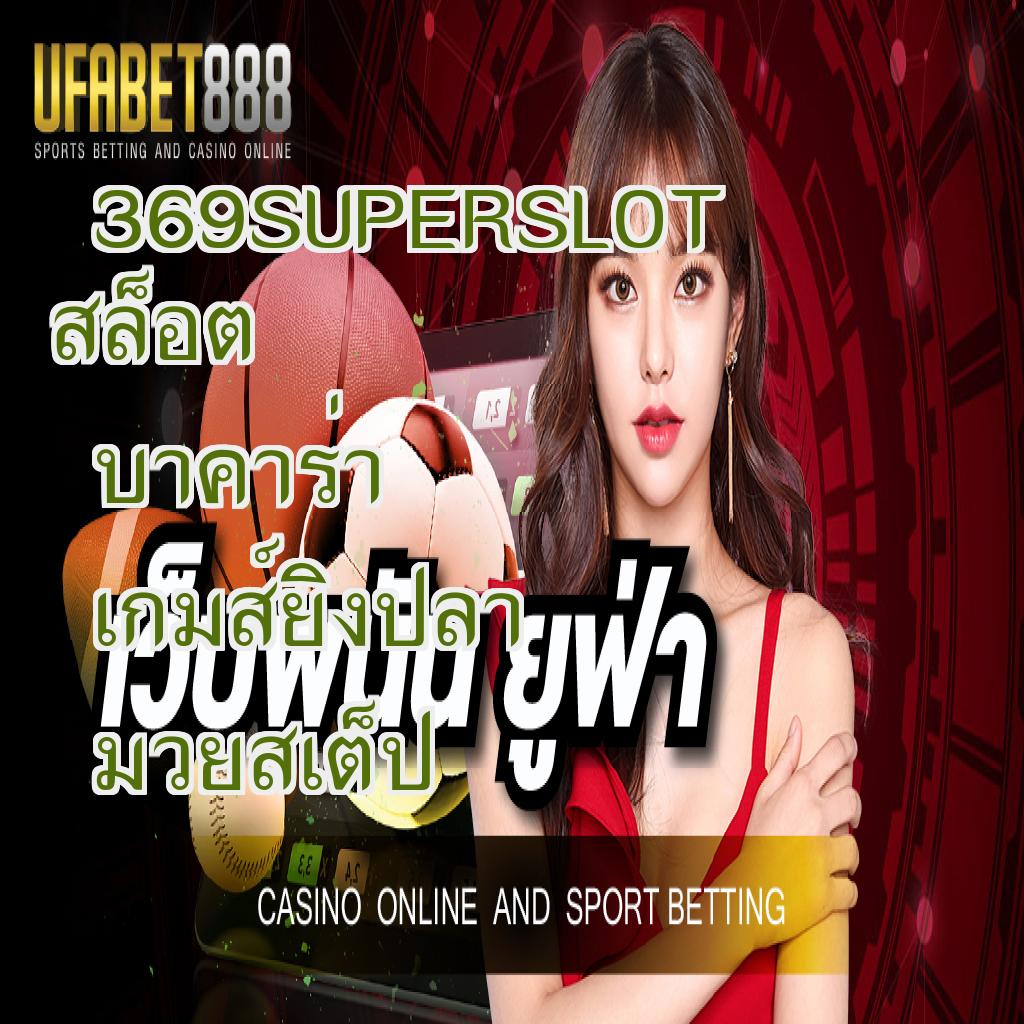 UFABET888
SPORTS BETTING AND CASINO ONLINE
369SUPERSLOT
สล็อต
บาคาร่า
เกมส์ยิงปลา
เว็บพนัน ยูฟ่า
มวยสเต็ป
CASINO ONLINE AND SPORT BETTING